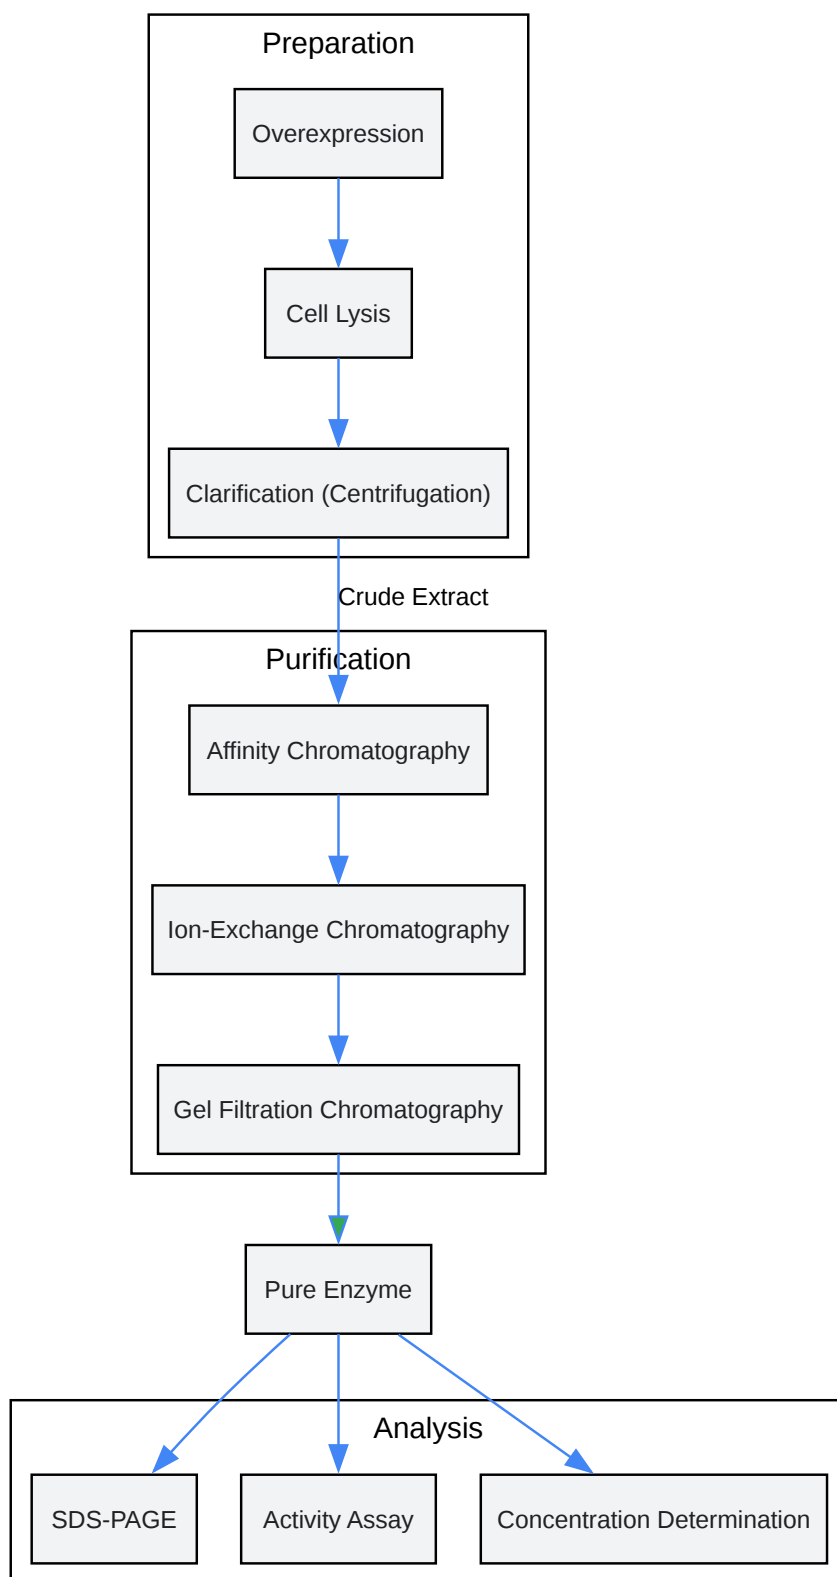 Preparation
Overexpression
Cell Lysis
Clarification (Centrifugation)
Crude Extract
Purification
Affinity Chromatography
Ion-Exchange Chromatography
Gel Filtration Chromatography
Pure Enzyme
Analysis
SDS-PAGE
Activity Assay
Concentration Determination